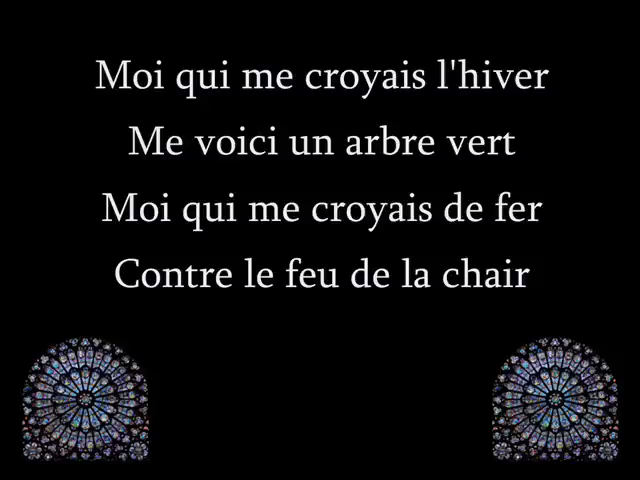 Moi qui me croyais l'hiver
Me voici un arbre vert
Moi qui me croyais de fer
Contre le feu de la chair